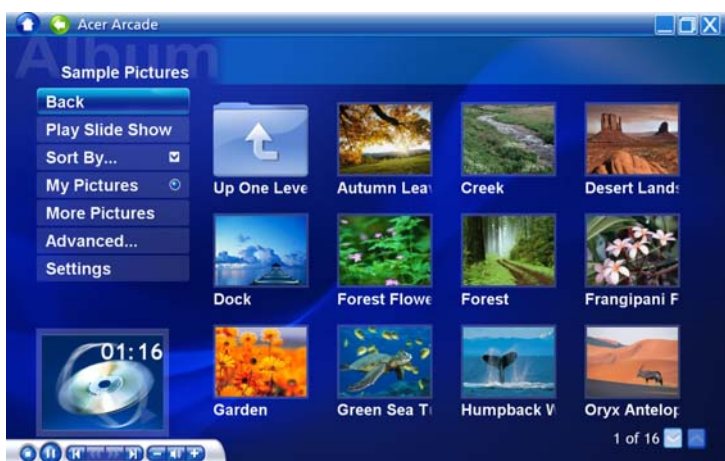 Acer Arcade
Album
Sample Pictures
Back
Play Slide Show
Sort By...
My Pictures
More Pictures
Advanced...
Settings
Up One Leve
Autumn Lea
Creek
Desert Lands
Dock
Forest Flowe
Forest
Frangipani F
Garden
Green Sea T
Humpback W
Oryx Antelop
01:16
1 of 16